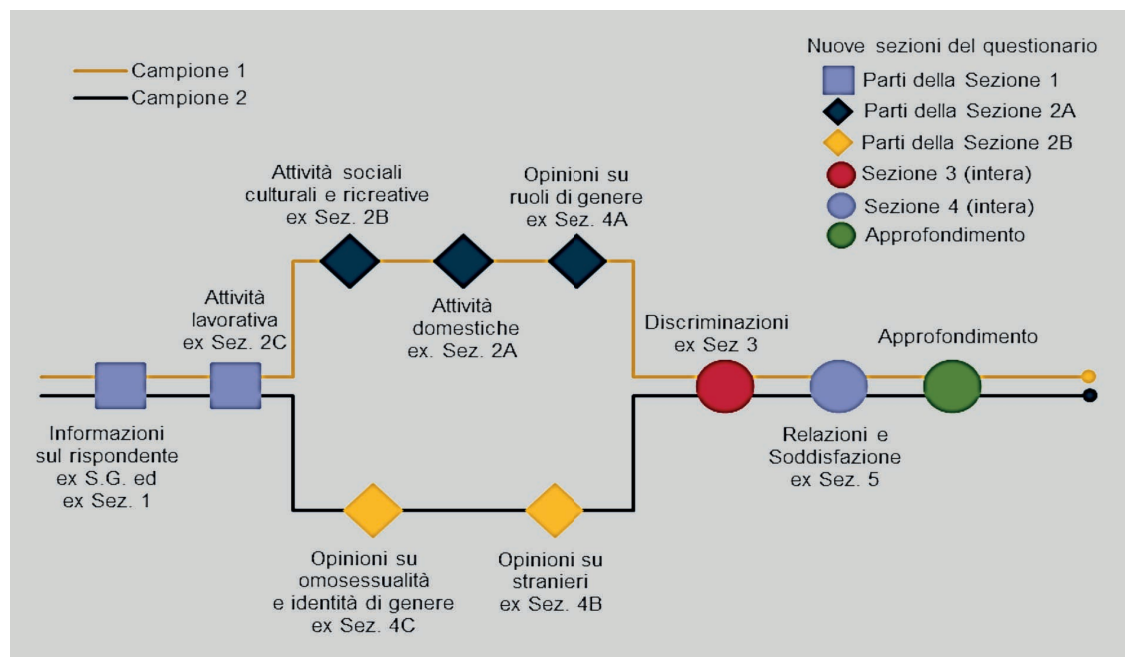 Campione 1
Campione 2
Nuove sezioni del questionario
Parti della Sezione 1
Parti della Sezione 2A
Parti della Sezione 2B
Sezione 3 (intera)
Sezione 4 (intera)
Approfondimento
Attività sociali
culturali e ricreative
ex Sez. 2B
Opinioni su
ruoli di genere
ex Sez. 4A
Attività
lavorativa
ex Sez. 2C
Attività
domestiche
ex. Sez. 2A
Discriminazioni
ex Sez 3
Approfondimento
Informazioni
sul rispondente
ex S.G. ed
ex Sez. 1
Relazioni e
Soddisfazione
ex Sez. 5
Opinioni su
omosessualità
e identità di genere
ex Sez. 4C
Opinioni su
stranieri
ex Sez. 4B